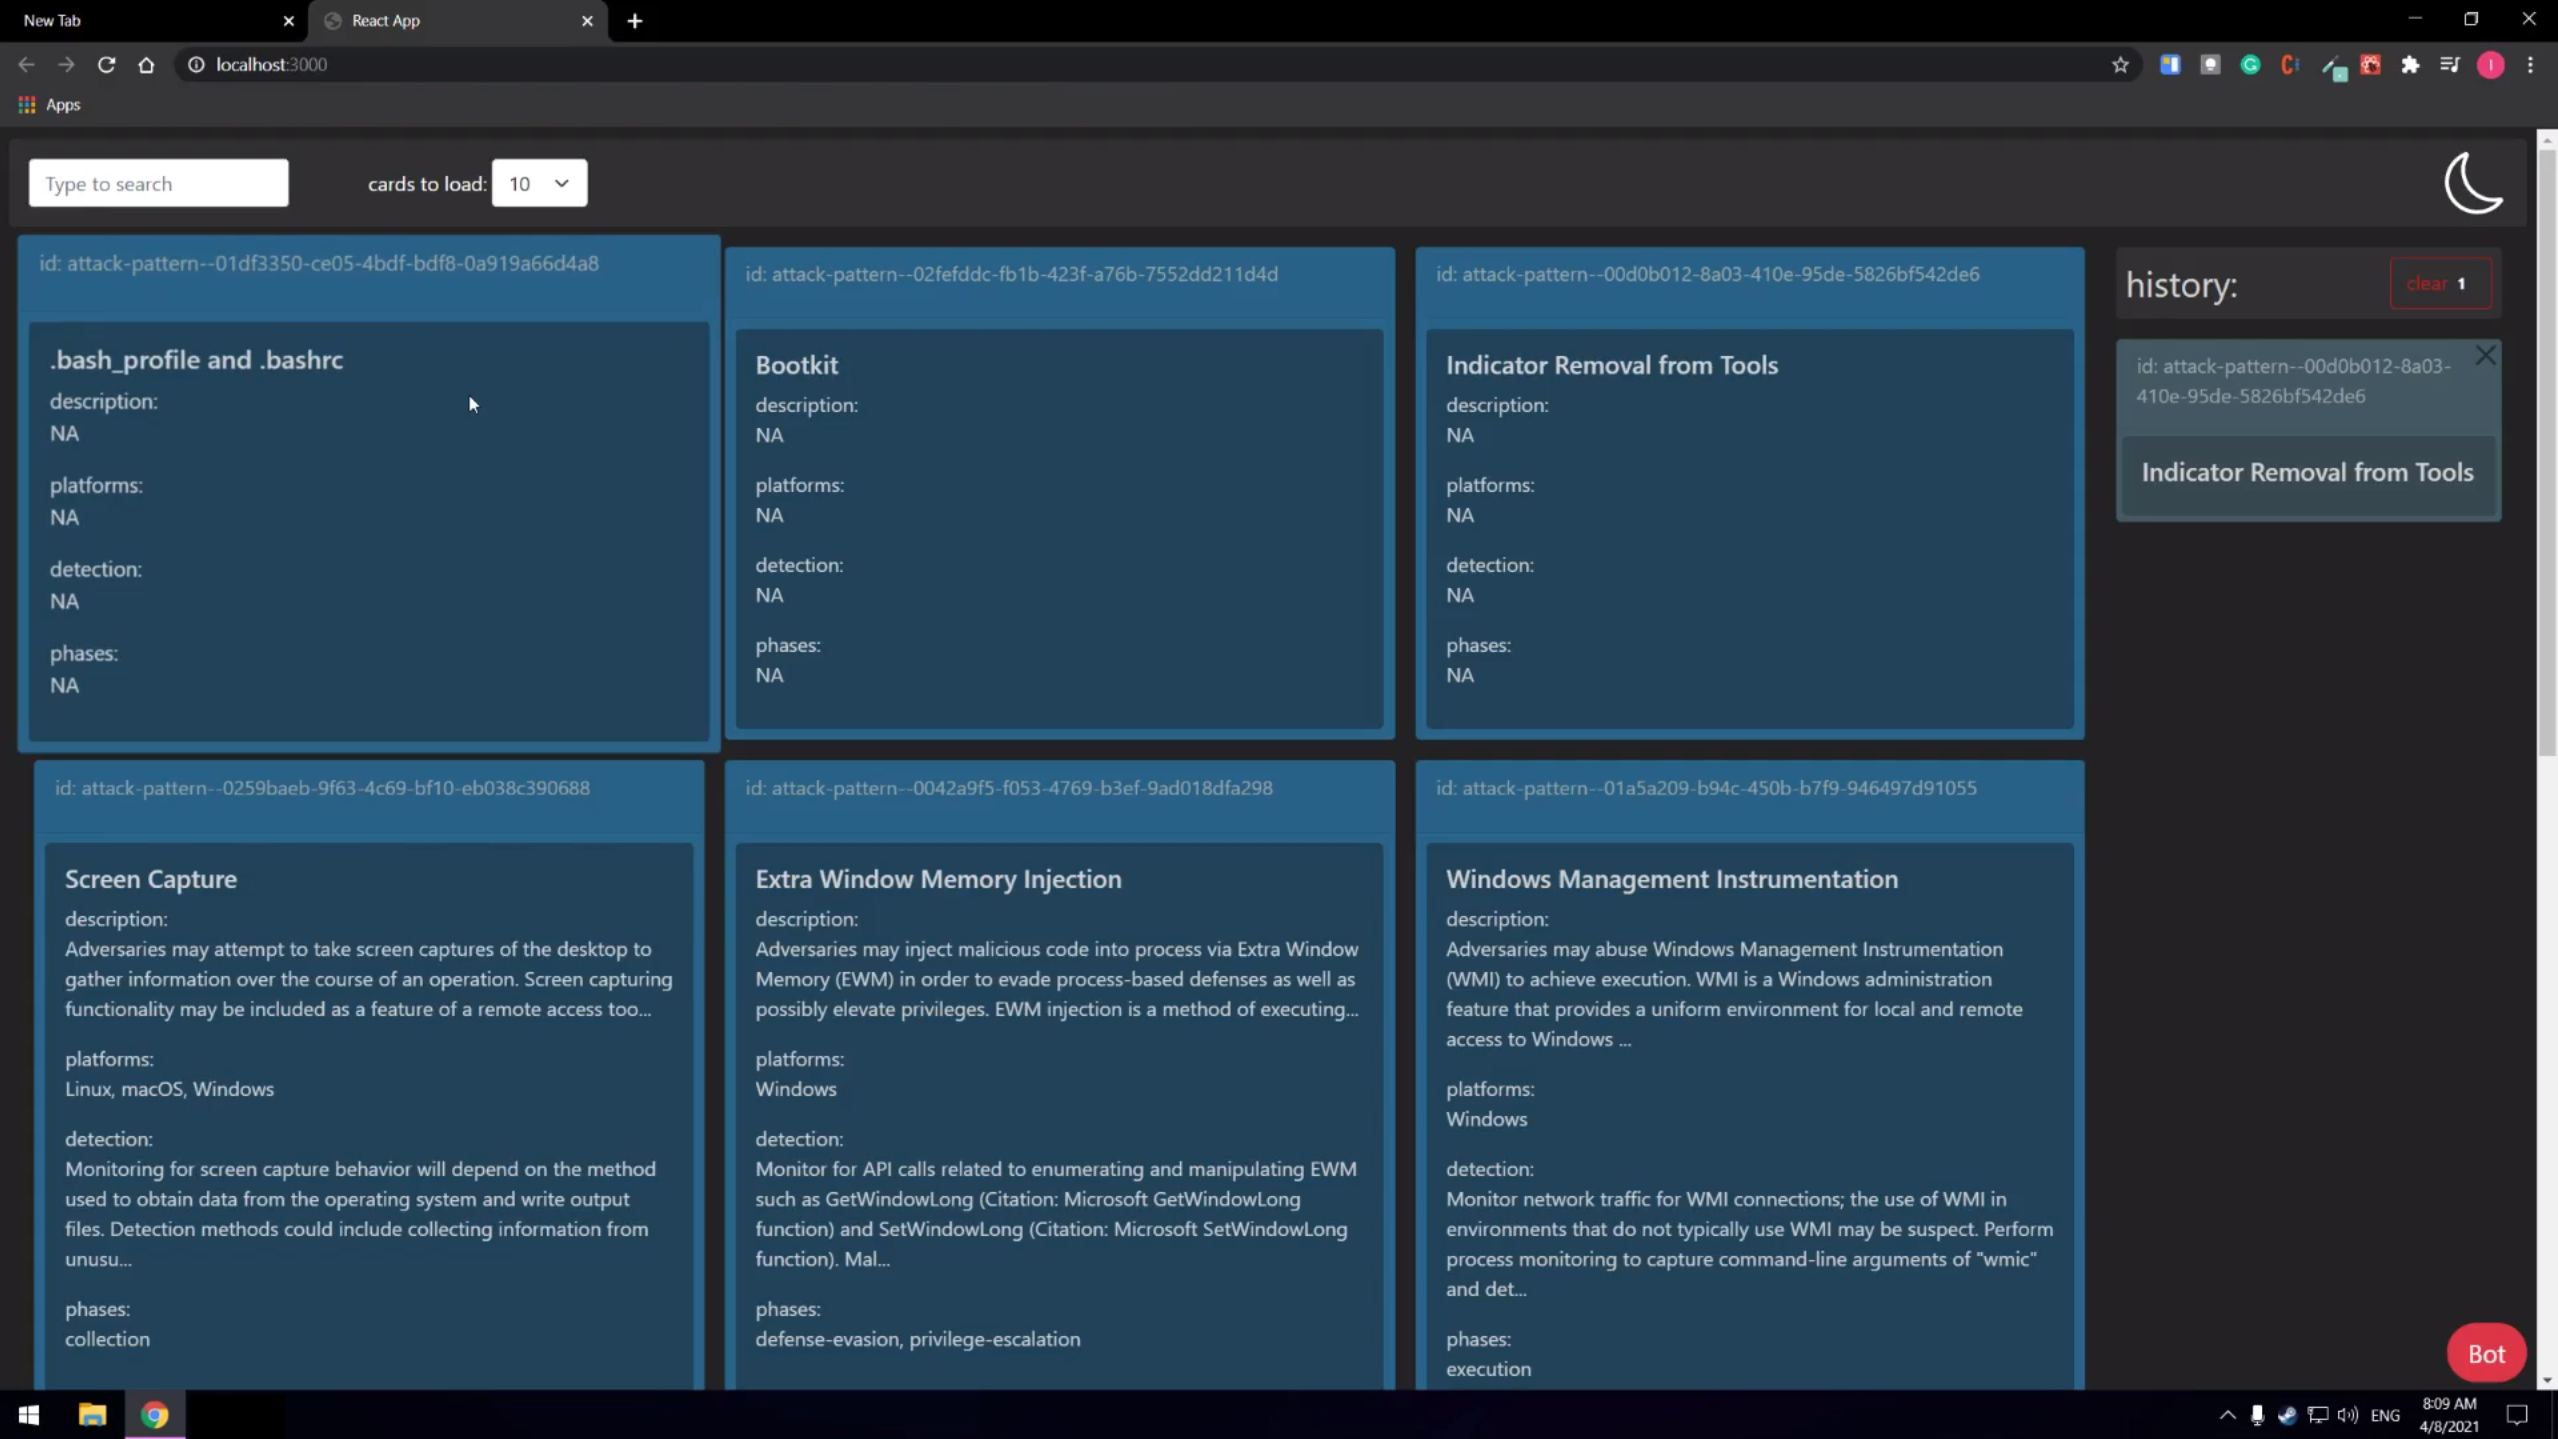 New Tab
React App
localhost:3000
Apps
Type to search
cards to load: 10
id: attack-pattern--01df3350-ce05-4bdf-bdf8-0a919a66d4a8
.bash_profile and .bashrc
description:
NA
platforms:
NA
detection:
NA
phases:
NA
id: attack-pattern--02fefddc-fb1b-423f-a76b-7552dd211d4d
Bootkit
description:
NA
platforms:
NA
detection:
NA
phases:
NA
id: attack-pattern--00d0b012-8a03-410e-95de-5826bf542de6
Indicator Removal from Tools
description:
NA
platforms:
NA
detection:
NA
phases:
NA
history:
clear 1
id: attack-pattern--00d0b012-8a03-
410e-95de-5826bf542de6
Indicator Removal from Tools
id: attack-pattern--0259baeb-9f63-4c69-bf10-eb038c390688
Screen Capture
description:
Adversaries may attempt to take screen captures of the desktop to
gather information over the course of an operation. Screen capturing
functionality may be included as a feature of a remote access too...
platforms:
Linux, macOS, Windows
detection:
Monitoring for screen capture behavior will depend on the method
used to obtain data from the operating system and write output
files. Detection methods could include collecting information from
unusu...
phases:
collection
id: attack-pattern--0042a9f5-f053-4769-b3ef-9ad018dfa298
Extra Window Memory Injection
description:
Adversaries may inject malicious code into process via Extra Window
Memory (EWM) in order to evade process-based defenses as well as
possibly elevate privileges. EWM injection is a method of executing...
platforms:
Windows
detection:
Monitor for API calls related to enumerating and manipulating EWM
such as GetWindowLong (Citation: Microsoft GetWindowLong
function) and SetWindowLong (Citation: Microsoft SetWindowLong
function). Mal...
phases:
defense-evasion, privilege-escalation
id: attack-pattern--01a5a209-b94c-450b-b7f9-946497d91055
Windows Management Instrumentation
description:
Adversaries may abuse Windows Management Instrumentation
(WMI) to achieve execution. WMI is a Windows administration
feature that provides a uniform environment for local and remote
access to Windows ...
platforms:
Windows
detection:
Monitor network traffic for WMI connections; the use of WMI in
environments that do not typically use WMI may be suspect. Perform
process monitoring to capture command-line arguments of "wmic"
and det...
phases:
execution
Bot
ENG
8:09 AM
4/8/2021